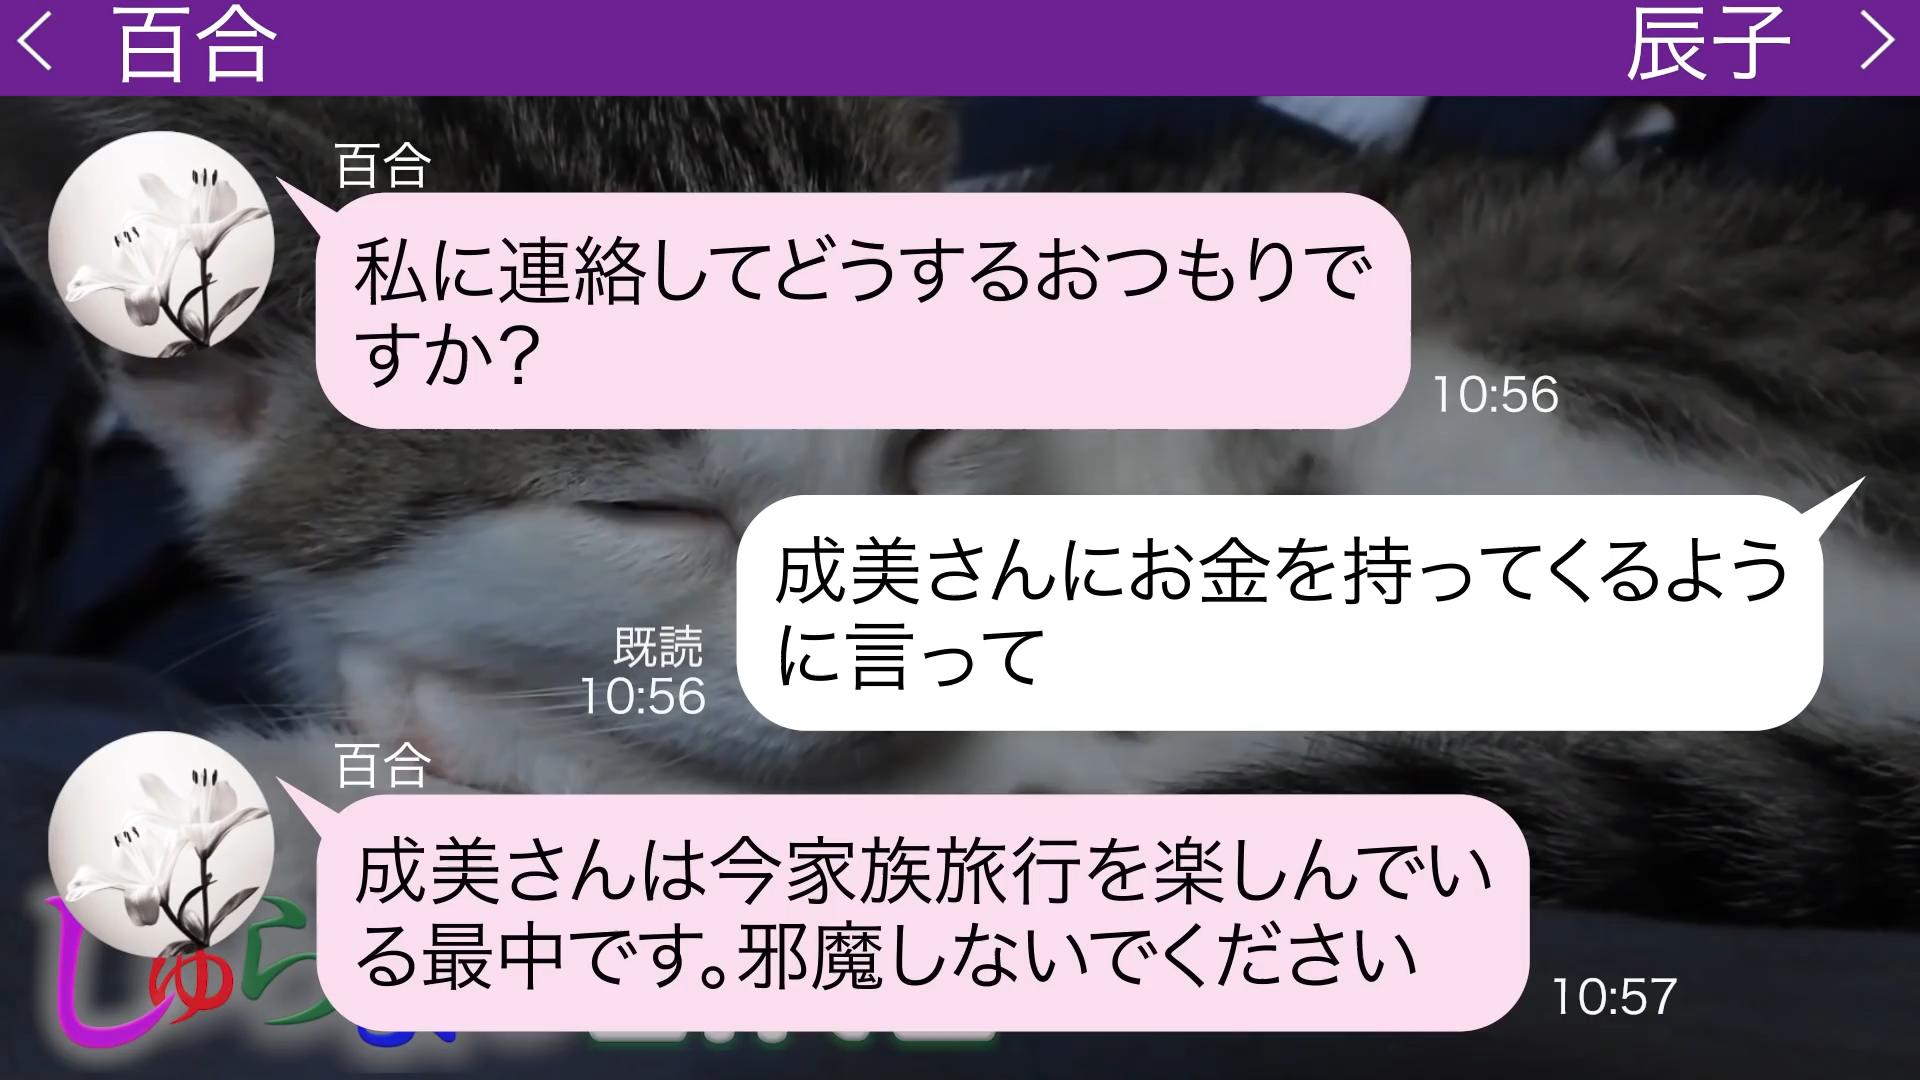 百合
辰子
百合
私に連絡してどうするおつもりで
すか？
10:56
成美さんにお金を持ってくるよう
に言って
既読
10:56
百合
成美さんは今家族旅行を楽しんでい
る最中です。邪魔しないでください
10:57
しゅら